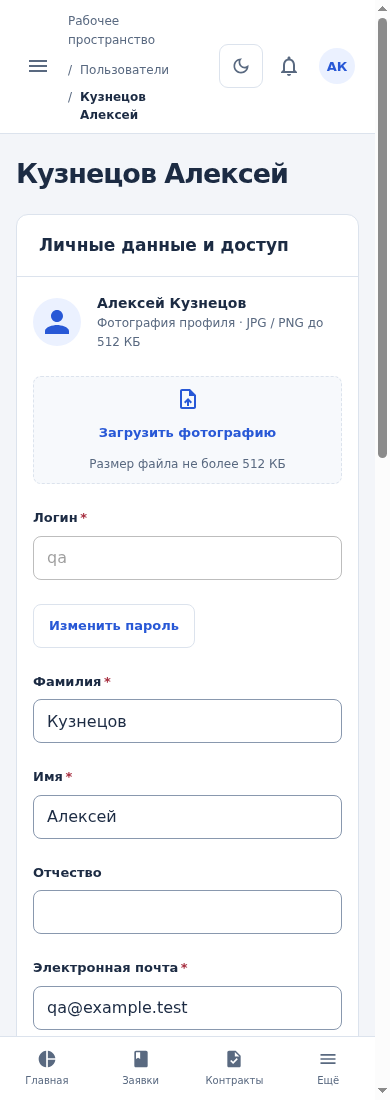 Рабочее
пространство
/ Пользователи
/ Кузнецов
Алексей
АК
Кузнецов Алексей
Личные данные и доступ
Алексей Кузнецов
Фотография профиля · JPG / PNG до
512 КБ
Загрузить фотографию
Размер файла не более 512 КБ
Логин *
qa
Изменить пароль
Фамилия *
Кузнецов
Имя *
Алексей
Отчество
Электронная почта *
qa@example.test
Главная
Заявки
Контракты
Ещё